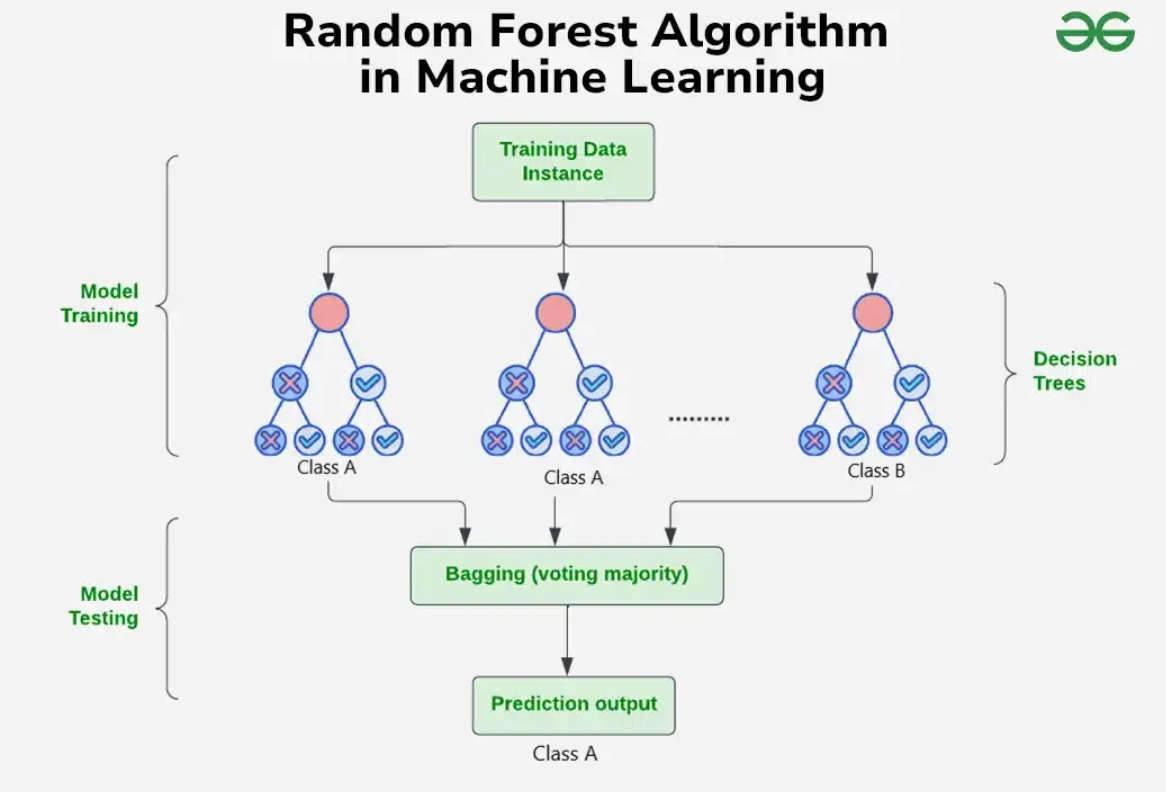 Random Forest Algorithm
in Machine Learning
Training Data
Instance
Model
Training
Decision
Trees
.........
Class A
Class A
Class B
Bagging (voting majority)
Model
Testing
Prediction output
Class A